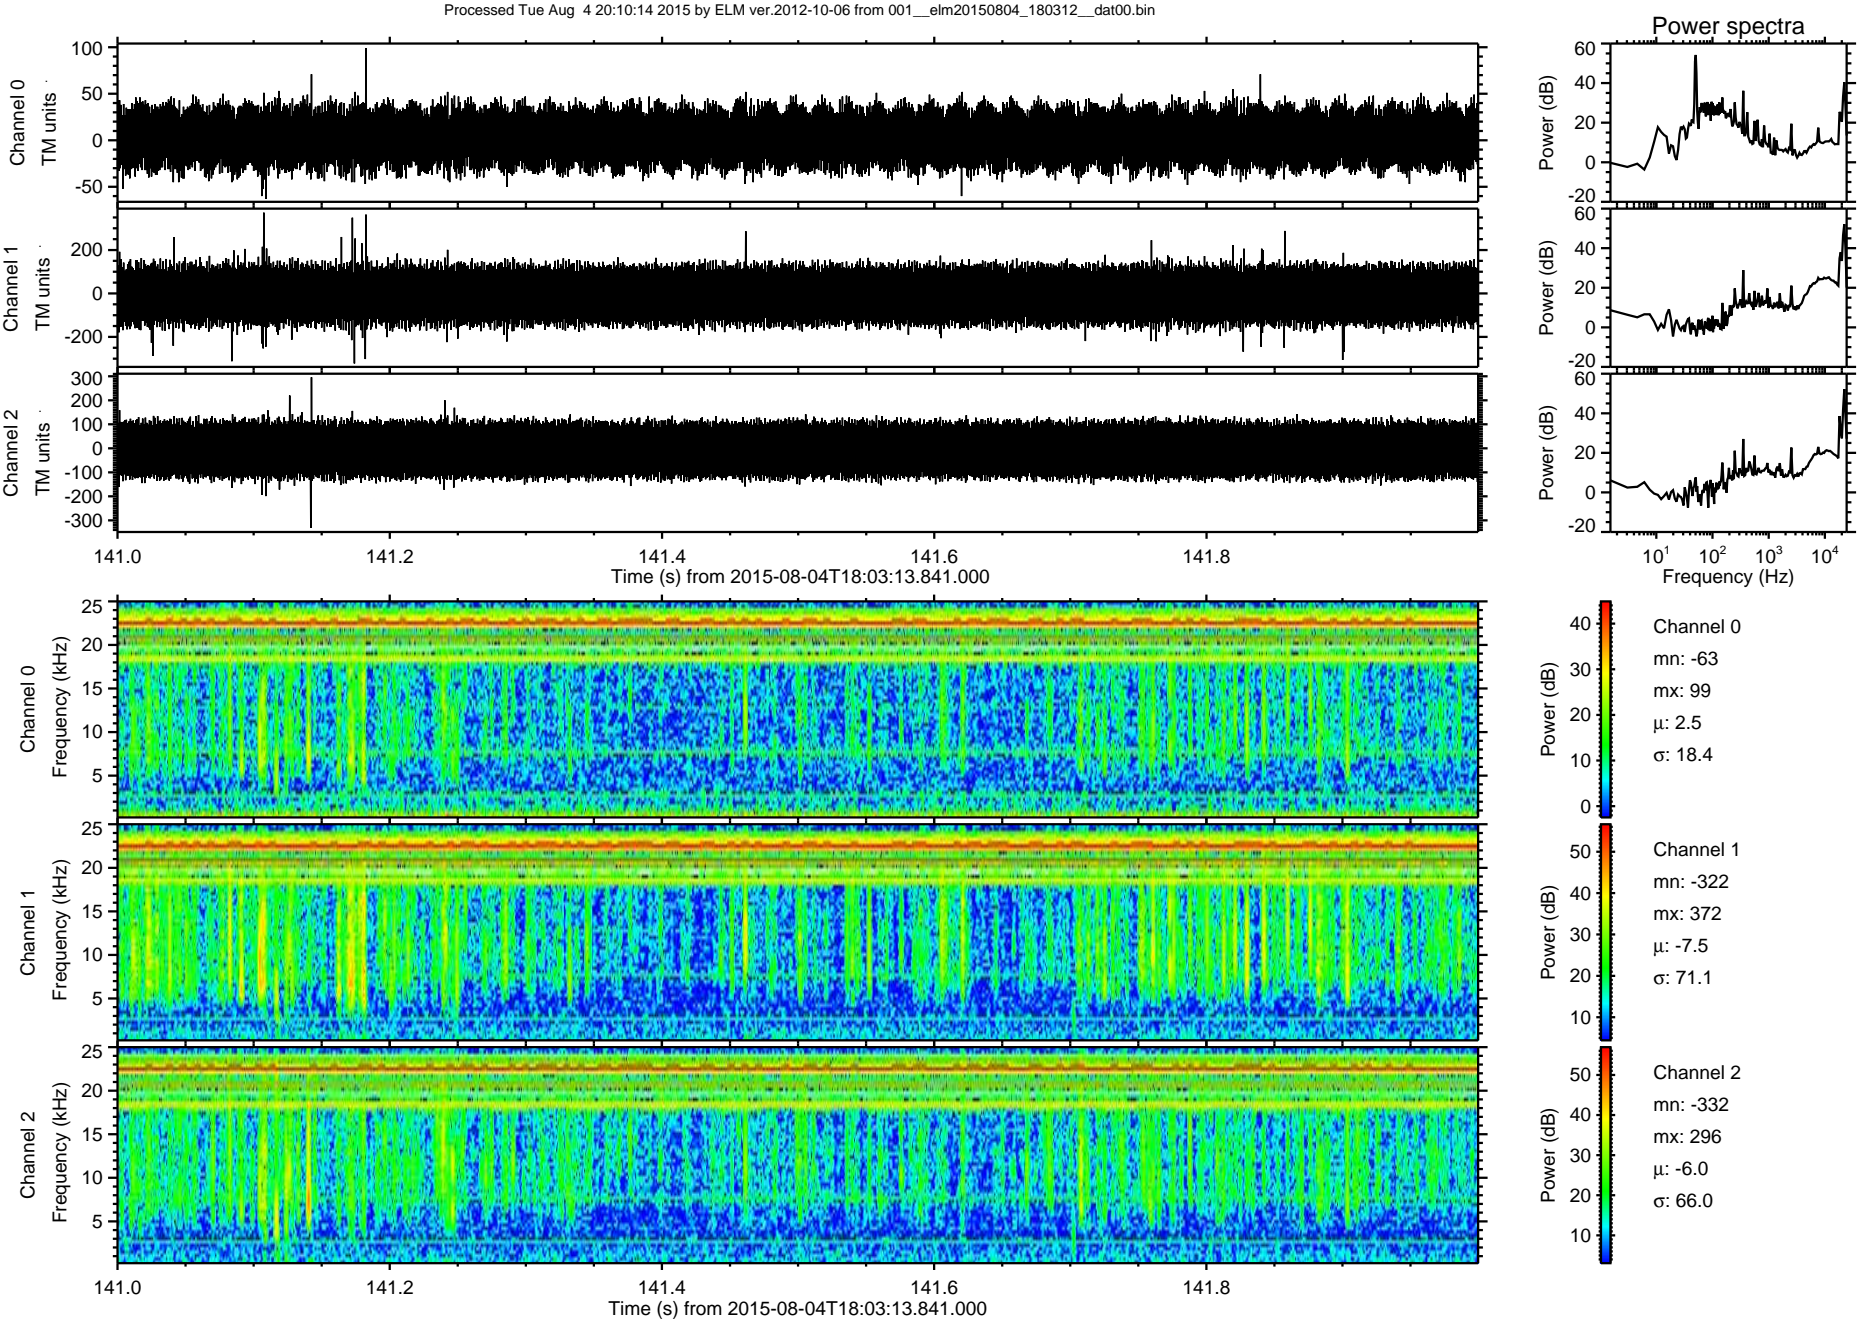 Processed Tue Aug  4 20:10:14 2015 by ELM ver.2012-10-06 from 001__elm20150804_180312__dat00.bin
Power spectra
Channel 0
TM units
100
50
0
-50
Power (dB)
60
40
20
0
-20
Channel 1
TM units
200
0
-200
Power (dB)
60
40
20
0
-20
Channel 2
TM units
300
200
100
0
-100
-200
-300
Power (dB)
60
40
20
0
-20
141.0 141.2 141.4 141.6 141.8
Time (s) from 2015-08-04T18:03:13.841.000
10^1 10^2 10^3 10^4
Frequency (Hz)
Channel 0
Frequency (kHz)
25
20
15
10
5
Power (dB)
40
30
20
10
0
Channel 0
mn: -63
mx: 99
μ: 2.5
σ: 18.4
Channel 1
Frequency (kHz)
25
20
15
10
5
Power (dB)
50
40
30
20
10
Channel 1
mn: -322
mx: 372
μ: -7.5
σ: 71.1
Channel 2
Frequency (kHz)
25
20
15
10
5
Power (dB)
50
40
30
20
10
Channel 2
mn: -332
mx: 296
μ: -6.0
σ: 66.0
141.0 141.2 141.4 141.6 141.8
Time (s) from 2015-08-04T18:03:13.841.000